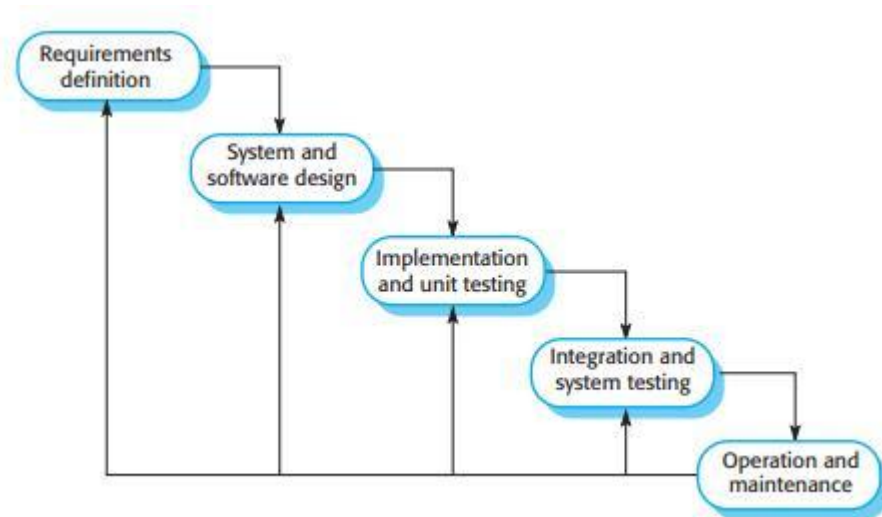 Requirements
definition
System and
software design
Implementation
and unit testing
Integration and
system testing
Operation and
maintenance